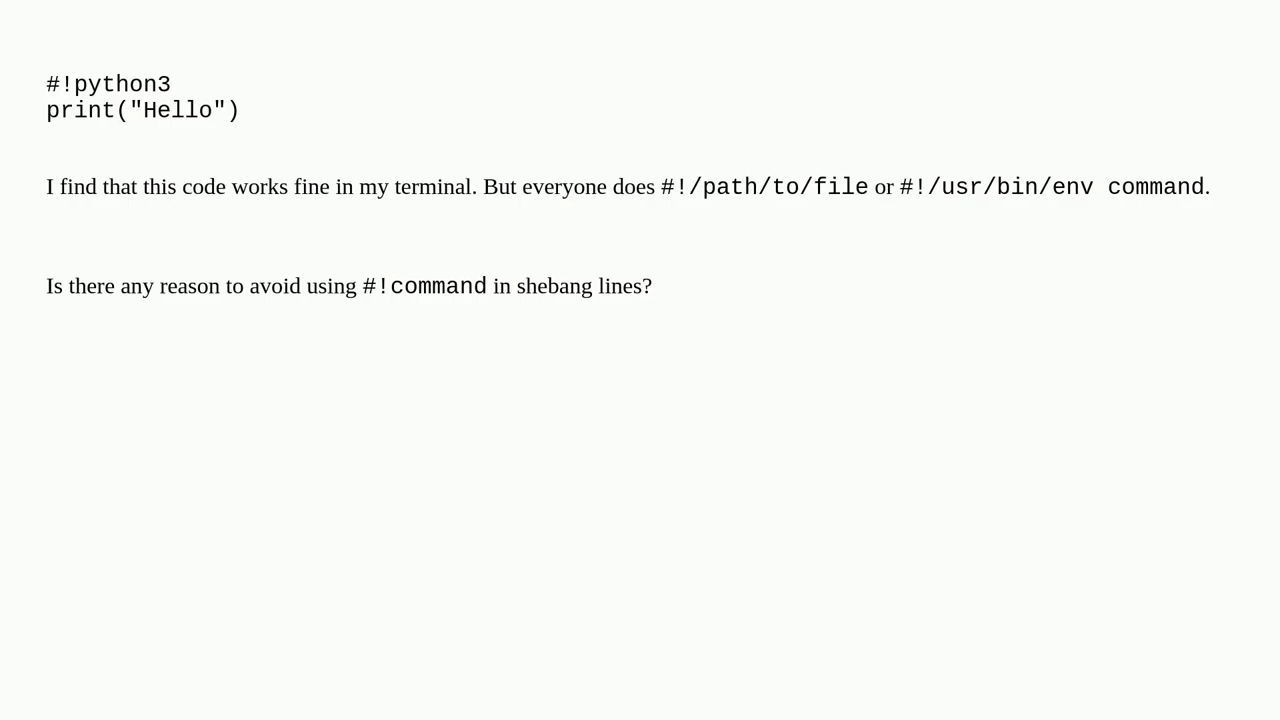 #!python3
print("Hello")
I find that this code works fine in my terminal. But everyone does #!/path/to/file or #!/usr/bin/env command.
Is there any reason to avoid using #!command in shebang lines?